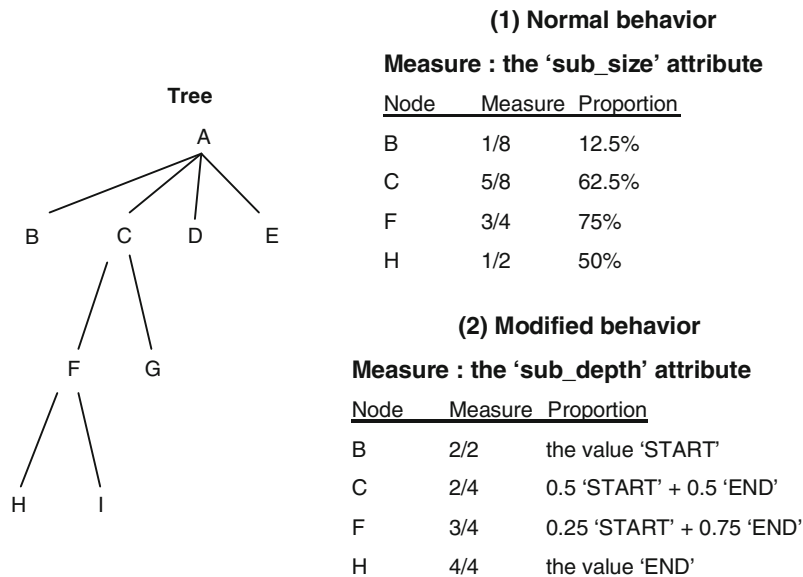 Tree
A
B C D E
F G
H I
(1) Normal behavior
Measure : the ‘sub_size’ attribute
Node Measure Proportion
B 1/8 12.5%
C 5/8 62.5%
F 3/4 75%
H 1/2 50%
(2) Modified behavior
Measure : the ‘sub_depth’ attribute
Node Measure Proportion
B 2/2 the value ‘START’
C 2/4 0.5 ‘START’ + 0.5 ‘END’
F 3/4 0.25 ‘START’ + 0.75 ‘END’
H 4/4 the value ‘END’